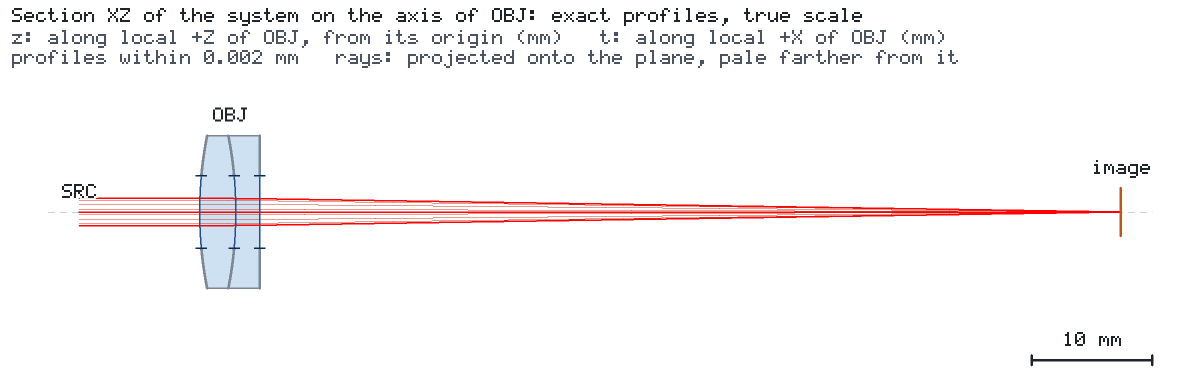 Section XZ of the system on the axis of OBJ: exact profiles, true scale
z: along local +Z of OBJ, from its origin (mm)   t: along local +X of OBJ (mm)
profiles within 0.002 mm   rays: projected onto the plane, pale farther from it
OBJ
image
SRC
10 mm